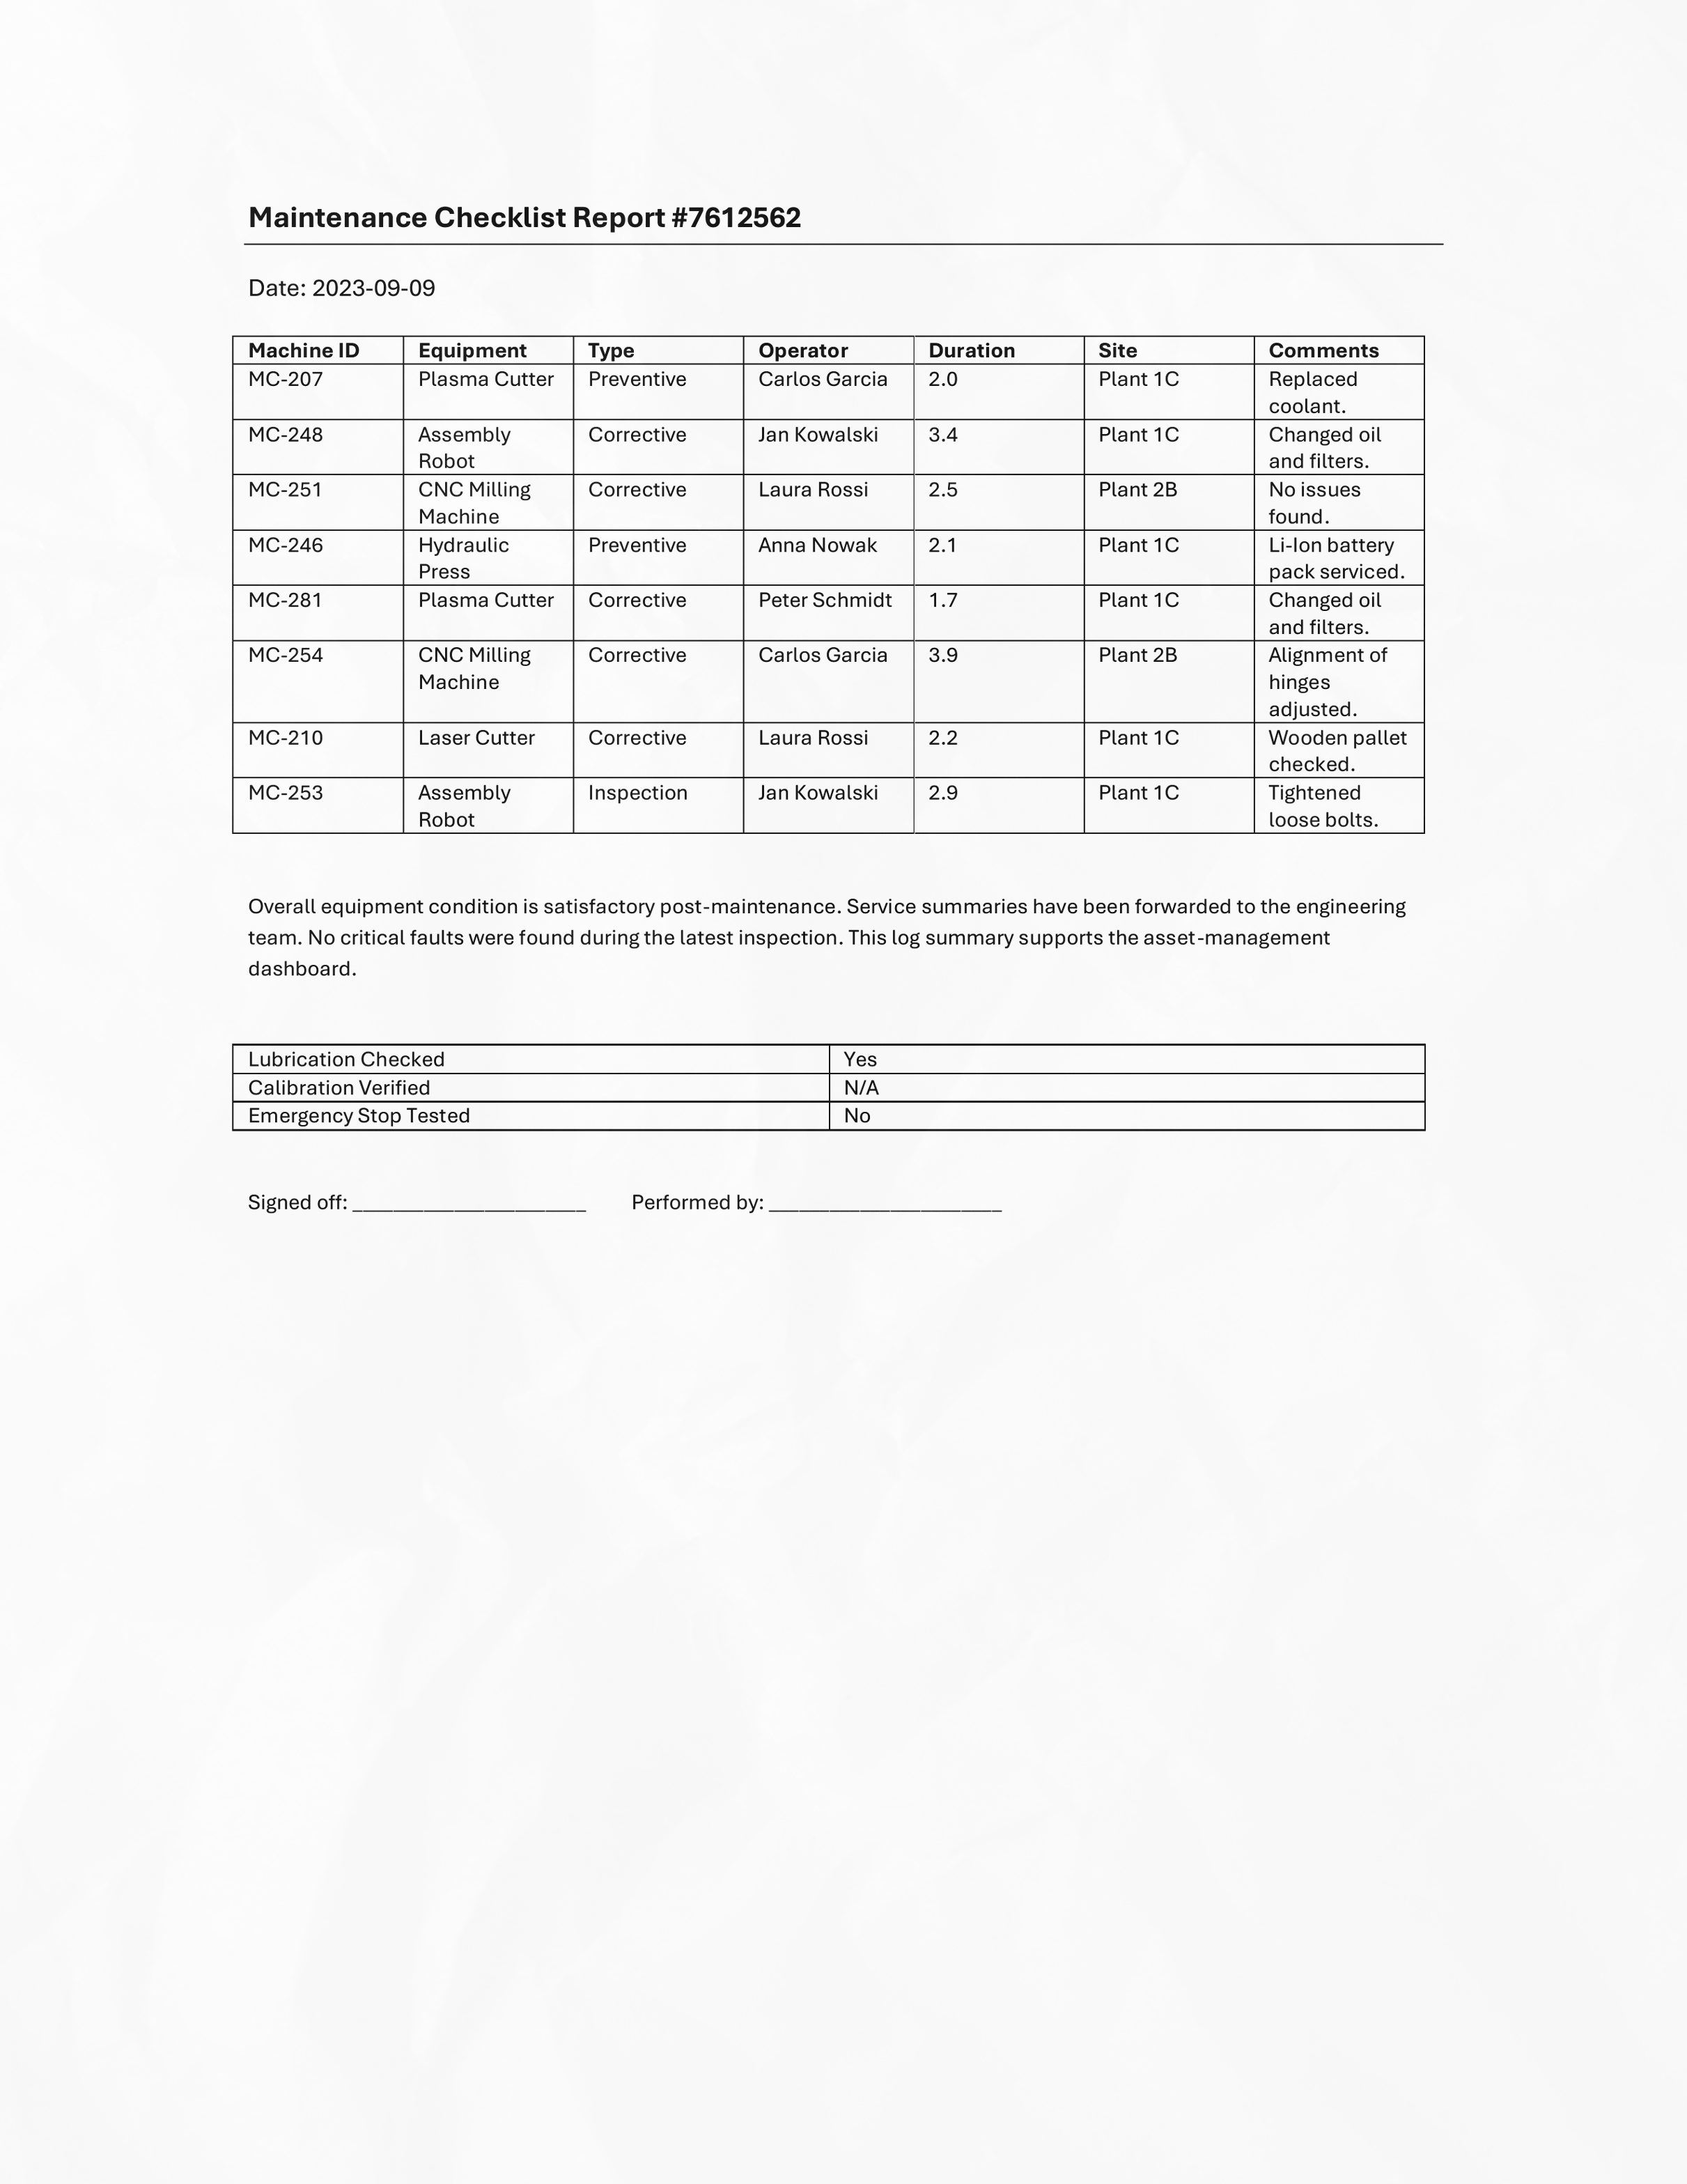 Maintenance Checklist Report #7612562
Date: 2023-09-09
Machine ID Equipment Type Operator Duration Site Comments
MC-207 Plasma Cutter Preventive Carlos Garcia 2.0 Plant 1C Replaced
coolant.
MC-248 Assembly Corrective Jan Kowalski 3.4 Plant 1C Changed oil
Robot and filters.
MC-251 CNC Milling Corrective Laura Rossi 2.5 Plant 2B No issues
Machine found.
MC-246 Hydraulic Preventive Anna Nowak 2.1 Plant 1C Li-Ion battery
Press pack serviced.
MC-281 Plasma Cutter Corrective Peter Schmidt 1.7 Plant 1C Changed oil
and filters.
MC-254 CNC Milling Corrective Carlos Garcia 3.9 Plant 2B Alignment of
Machine hinges
adjusted.
MC-210 Laser Cutter Corrective Laura Rossi 2.2 Plant 1C Wooden pallet
checked.
MC-253 Assembly Inspection Jan Kowalski 2.9 Plant 1C Tightened
Robot loose bolts.
Overall equipment condition is satisfactory post-maintenance. Service summaries have been forwarded to the engineering
team. No critical faults were found during the latest inspection. This log summary supports the asset-management
dashboard.
Lubrication Checked Yes
Calibration Verified N/A
Emergency Stop Tested No
Signed off: ______________________ Performed by: ______________________